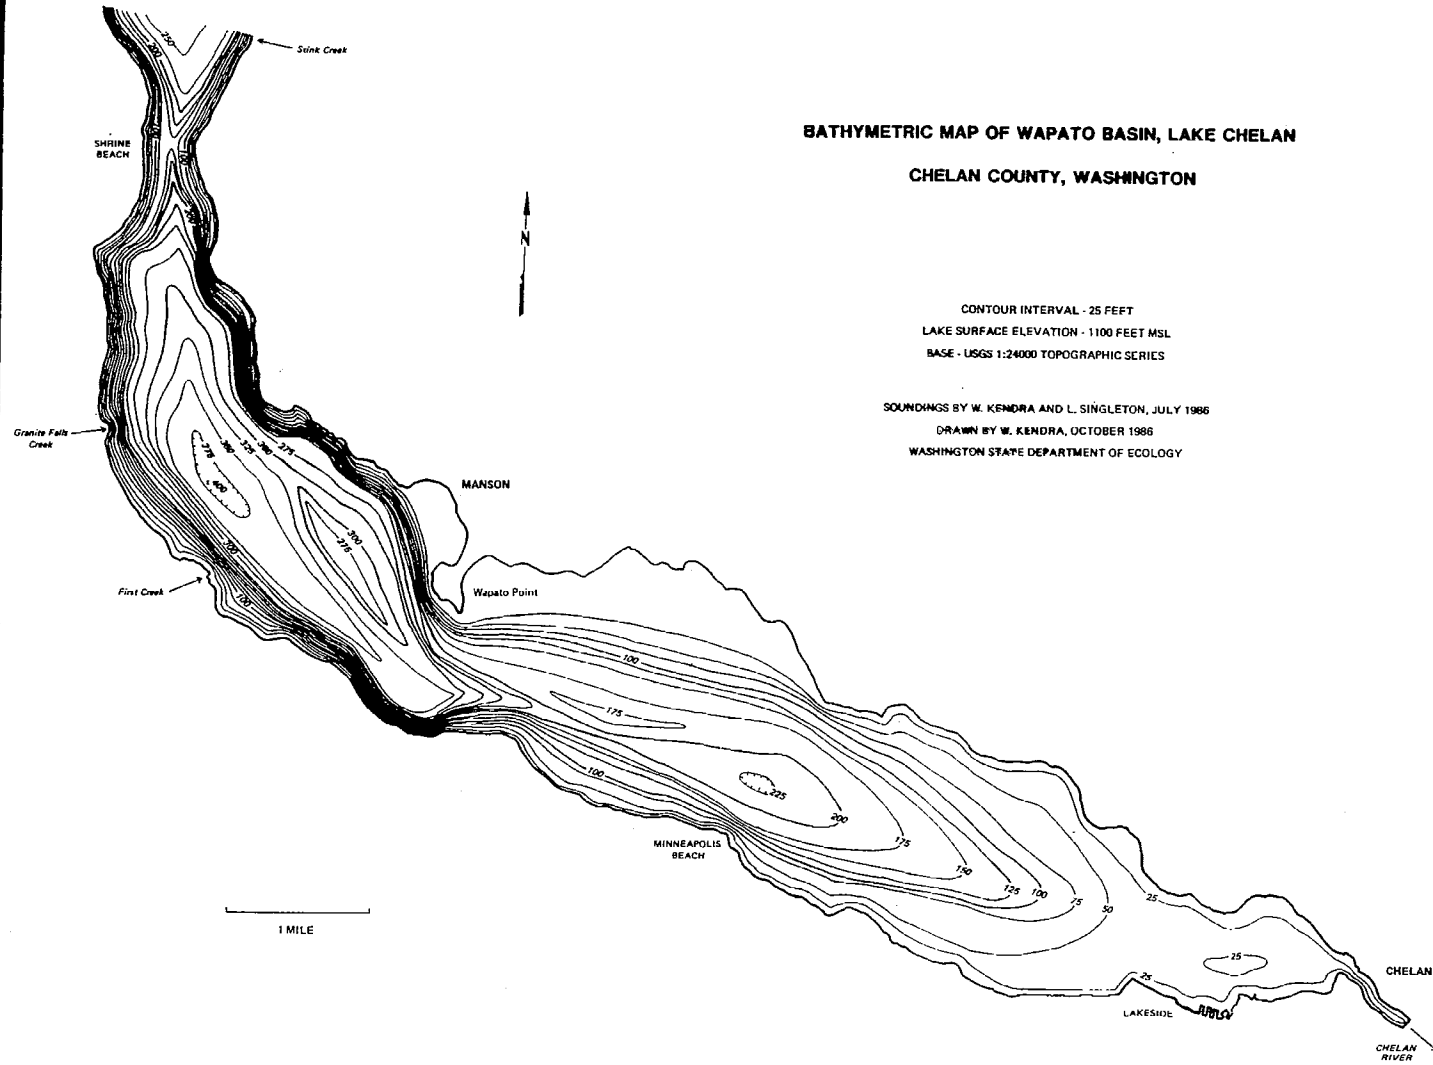 250
200
Stink Creek
BATHYMETRIC MAP OF WAPATO BASIN, LAKE CHELAN
CHELAN COUNTY, WASHINGTON
SHRINE
BEACH
100
200
N
CONTOUR INTERVAL - 25 FEET
LAKE SURFACE ELEVATION - 1100 FEET MSL
BASE - USGS 1:24000 TOPOGRAPHIC SERIES
SOUNDINGS BY W. KENDRA AND L. SINGLETON, JULY 1986
DRAWN BY W. KENDRA, OCTOBER 1986
WASHINGTON STATE DEPARTMENT OF ECOLOGY
Granite Falls
Creek
325
275
400
MANSON
300
275
300
First Creek
100
Wapato Point
100
175
100
225
200
175
150
125
100
75
50
25
MINNEAPOLIS
BEACH
1 MILE
25
25
LAKESIDE
CHELAN
CHELAN
RIVER